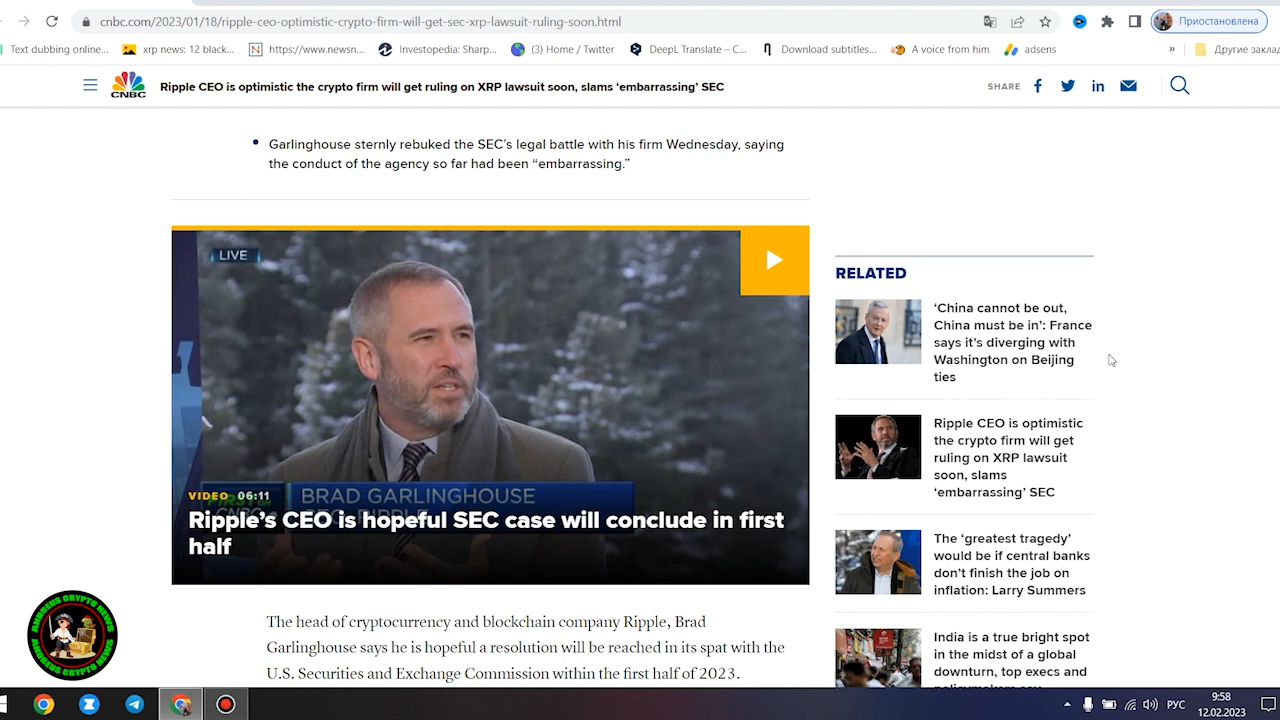 cnbc.com/2023/01/18/ripple-ceo-optimistic-crypto-firm-will-get-sec-xrp-lawsuit-ruling-soon.html
Приостановлена
Text dubbing online...
xrp news: 12 black...
https://www.newsn...
Investopedia: Sharp...
(3) Home / Twitter
DeepL Translate – C...
Download subtitles...
A voice from him
adsens
»
Другие закла
CNBC
Ripple CEO is optimistic the crypto firm will get ruling on XRP lawsuit soon, slams ‘embarrassing’ SEC
SHARE
• Garlinghouse sternly rebuked the SEC’s legal battle with his firm Wednesday, saying
the conduct of the agency so far had been “embarrassing.”
LIVE
BRAD GARLINGHOUSE
VIDEO 06:11
Ripple’s CEO is hopeful SEC case will conclude in first
half
The head of cryptocurrency and blockchain company Ripple, Brad
Garlinghouse says he is hopeful a resolution will be reached in its spat with the
U.S. Securities and Exchange Commission within the first half of 2023.
RELATED
‘China cannot be out,
China must be in’: France
says it’s diverging with
Washington on Beijing
ties
Ripple CEO is optimistic
the crypto firm will get
ruling on XRP lawsuit
soon, slams
‘embarrassing’ SEC
The ‘greatest tragedy’
would be if central banks
don’t finish the job on
inflation: Larry Summers
India is a true bright spot
in the midst of a global
downturn, top execs and
ANDREUS CRYPTO NEWS
ANDREUS CRYPTO NEWS
РУС
9:58
12.02.2023